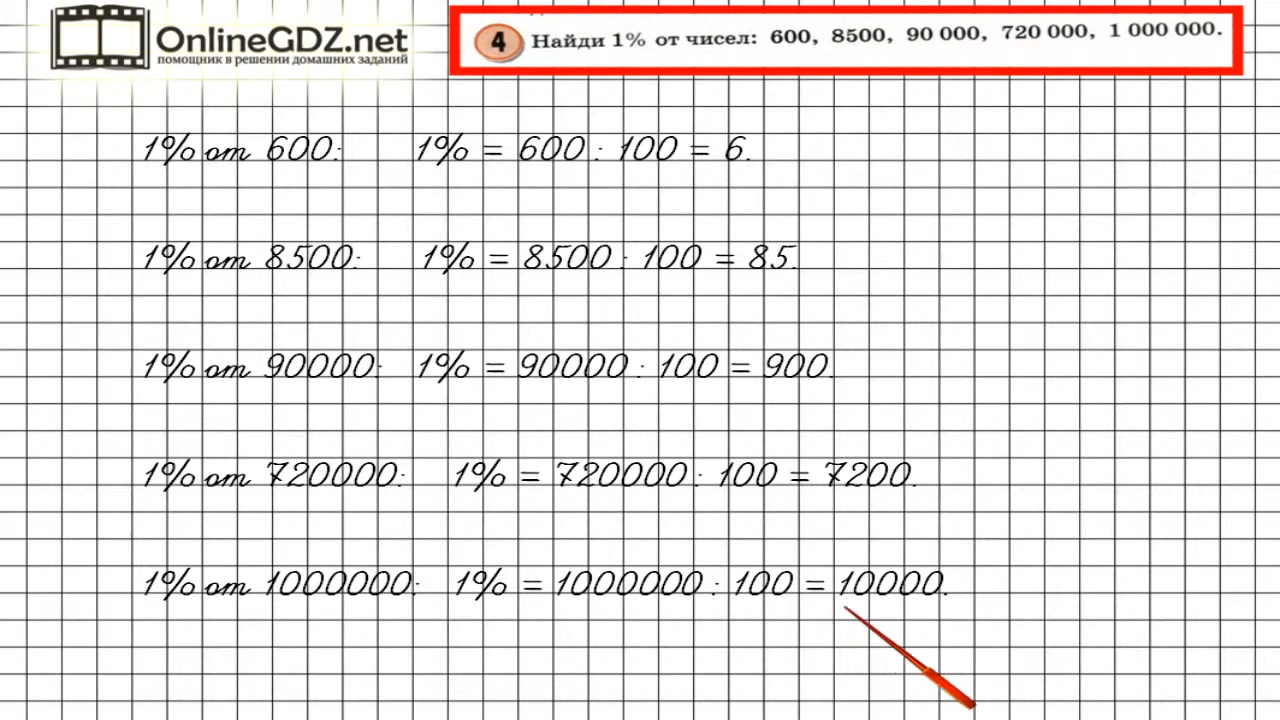 OnlineGDZ.net
помощник в решении домашних заданий
4 Найди 1% от чисел: 600, 8500, 90 000, 720 000, 1 000 000.
1% от 600: 1% = 600 : 100 = 6.
1% от 8500: 1% = 8500 : 100 = 85.
1% от 90000: 1% = 90000 : 100 = 900.
1% от 720000: 1% = 720000 : 100 = 7200.
1% от 1000000: 1% = 1000000 : 100 = 10000.